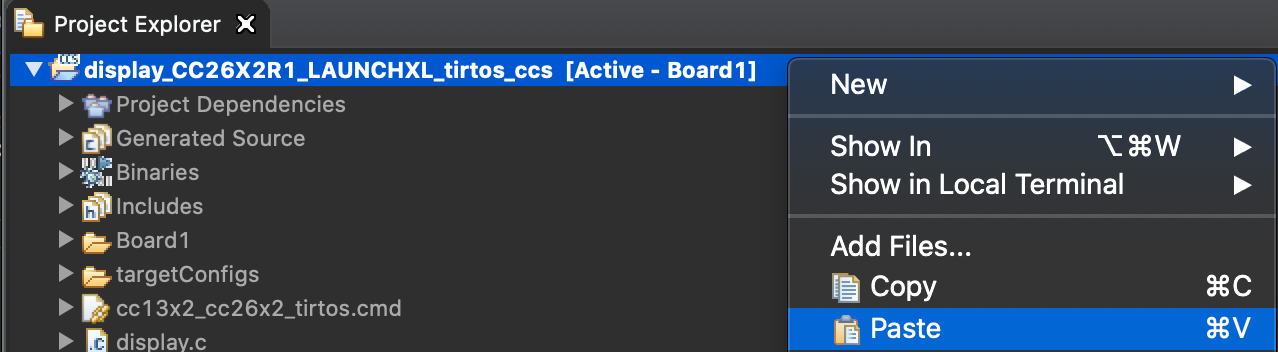 Project Explorer
display_CC26X2R1_LAUNCHXL_tirtos_ccs [Active - Board1]
Project Dependencies
Generated Source
Binaries
Includes
Board1
targetConfigs
cc13x2_cc26x2_tirtos.cmd
display.c
New
Show In ⌥⌘W
Show in Local Terminal
Add Files...
Copy ⌘C
Paste ⌘V